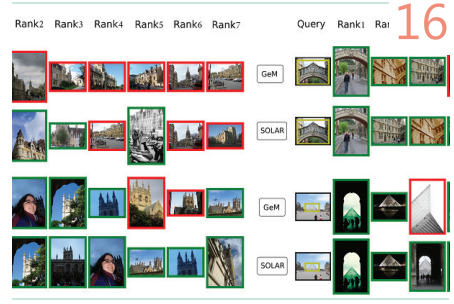 Rank2 Rank3 Rank4 Rank5 Rank6 Rank7 Query Rank1
16
GeM
SOLAR
GeM
SOLAR